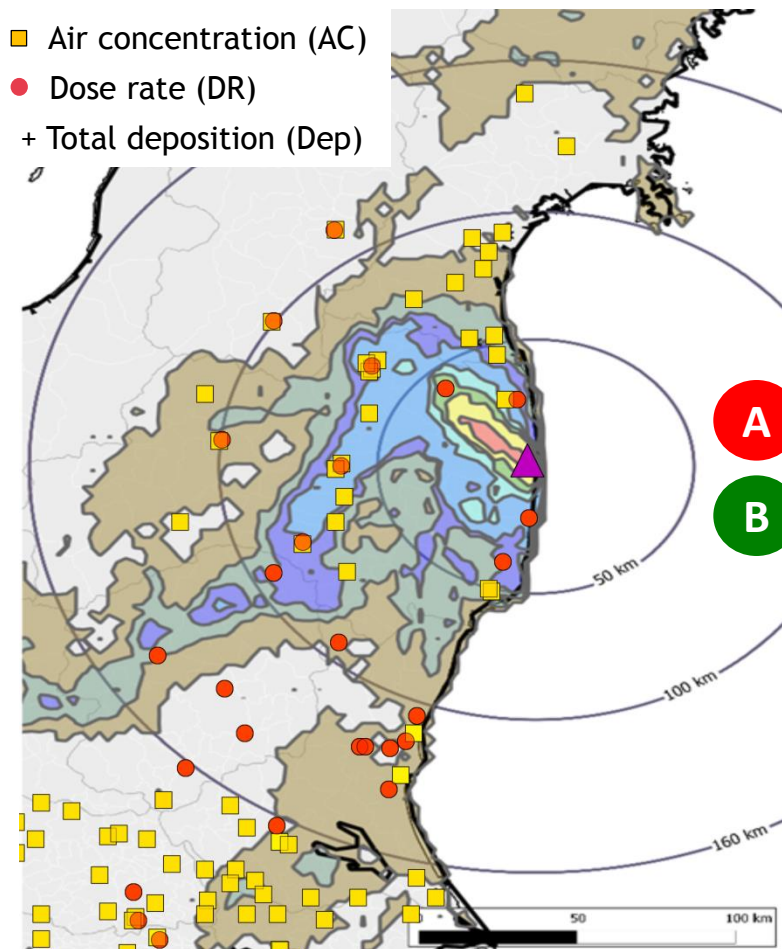 Air concentration (AC)
Dose rate (DR)
+ Total deposition (Dep)
A
B
50 km
100 km
160 km
0 50 100 km